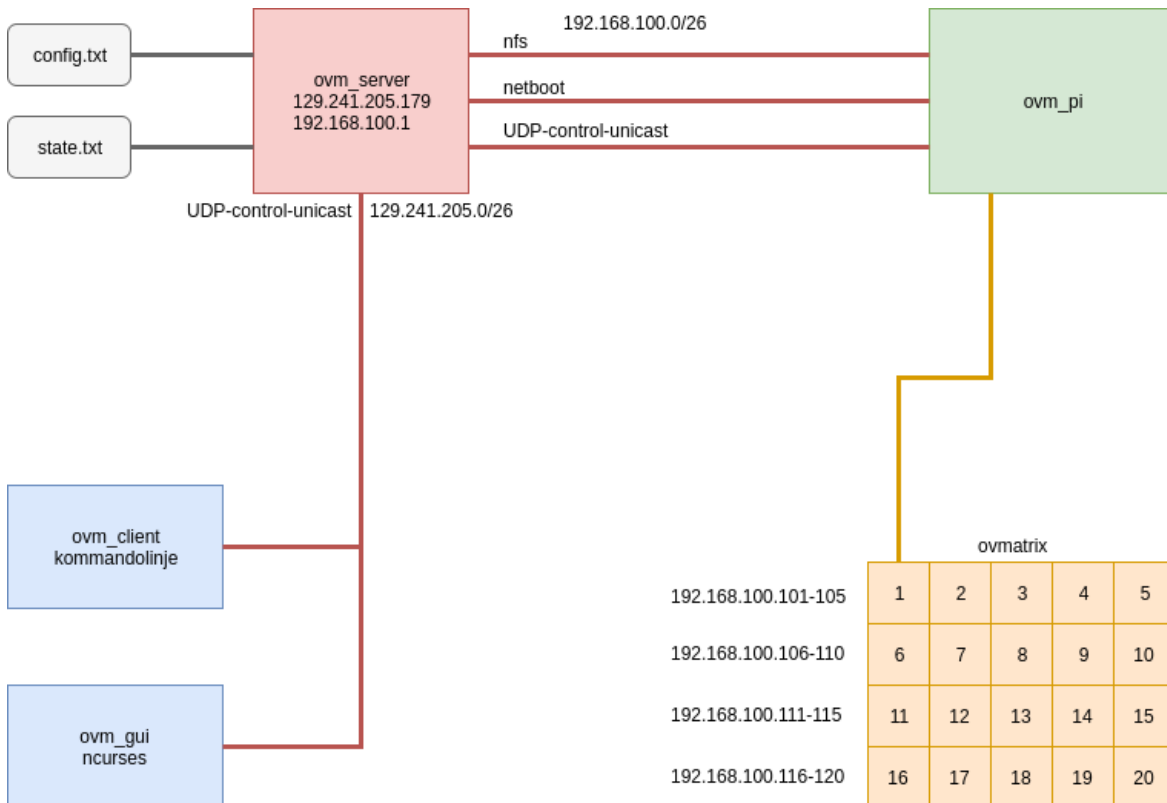 192.168.100.0/26
config.txt
state.txt
ovm_server
129.241.205.179
192.168.100.1
nfs
netboot
UDP-control-unicast
ovm_pi
UDP-control-unicast
129.241.205.0/26
ovm_client
kommandolinje
ovm_gui
ncurses
ovmatrix
192.168.100.101-105 1 2 3 4 5
192.168.100.106-110 6 7 8 9 10
192.168.100.111-115 11 12 13 14 15
192.168.100.116-120 16 17 18 19 20